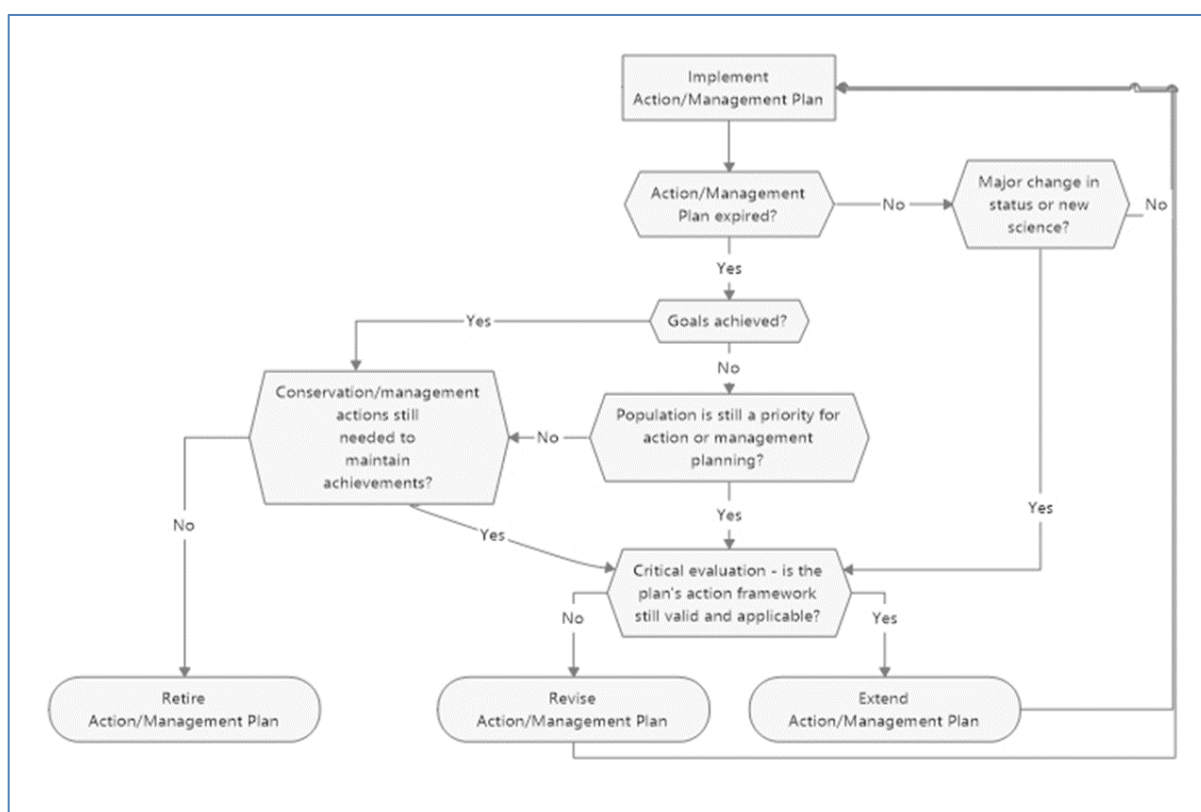 Implement
Action/Management Plan
Action/Management
Plan expired?
No
Major change in
status or new
science?
No
Yes
Goals achieved?
Yes
No
Conservation/management
actions still
needed to
maintain
achievements?
No
Population is still a priority for
action or management
planning?
No
Yes
Yes
Yes
Critical evaluation - is the
plan's action framework
still valid and applicable?
No
Yes
Retire
Action/Management Plan
Revise
Action/Management Plan
Extend
Action/Management Plan